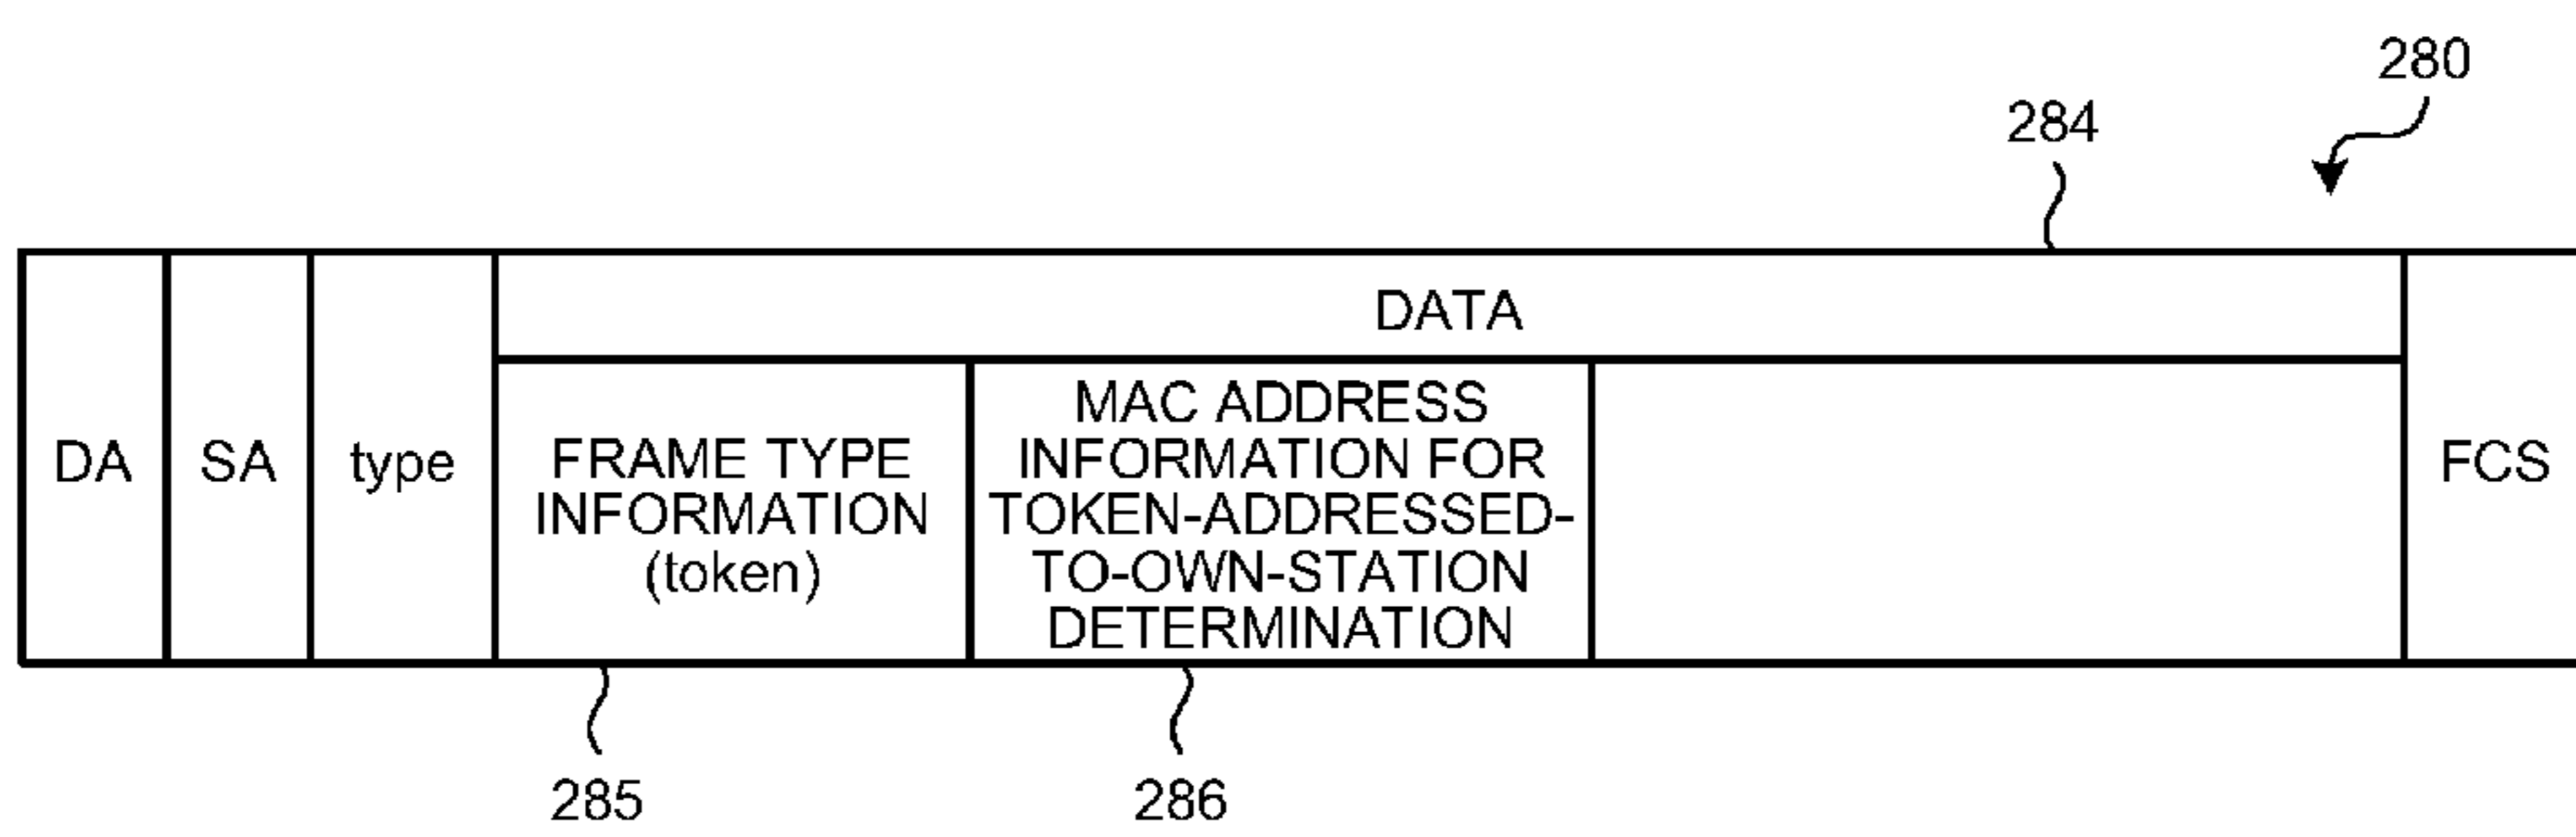 280
284
DATA
DA
SA
type
FRAME TYPE
INFORMATION
(token)
MAC ADDRESS
INFORMATION FOR
TOKEN-ADDRESSED-
TO-OWN-STATION
DETERMINATION
FCS
285
286